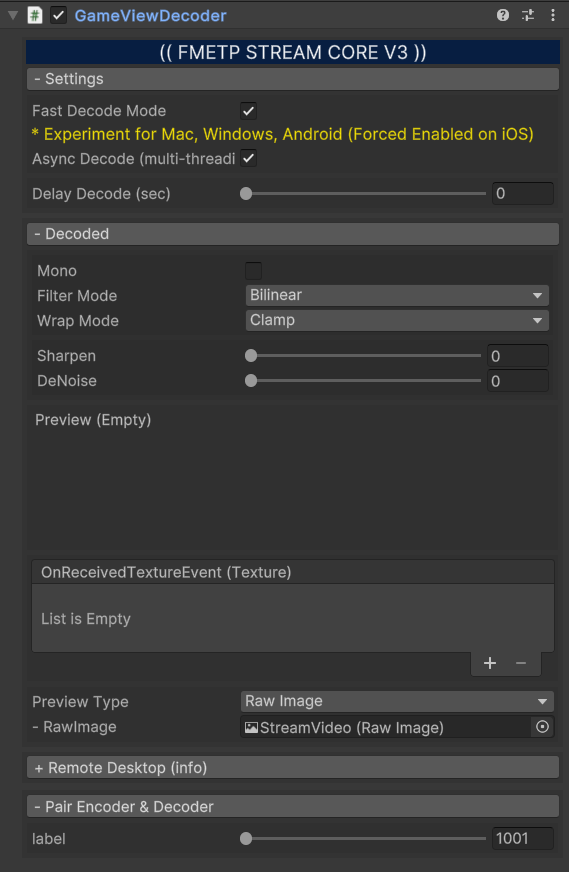 GameViewDecoder
(( FMETP STREAM CORE V3 ))
- Settings
Fast Decode Mode
* Experiment for Mac, Windows, Android (Forced Enabled on iOS)
Async Decode (multi-threadi
Delay Decode (sec) 0
- Decoded
Mono
Filter Mode Bilinear
Wrap Mode Clamp
Sharpen 0
DeNoise 0
Preview (Empty)
OnReceivedTextureEvent (Texture)
List is Empty
+ −
Preview Type Raw Image
- RawImage StreamVideo (Raw Image)
+ Remote Desktop (info)
- Pair Encoder & Decoder
label 1001